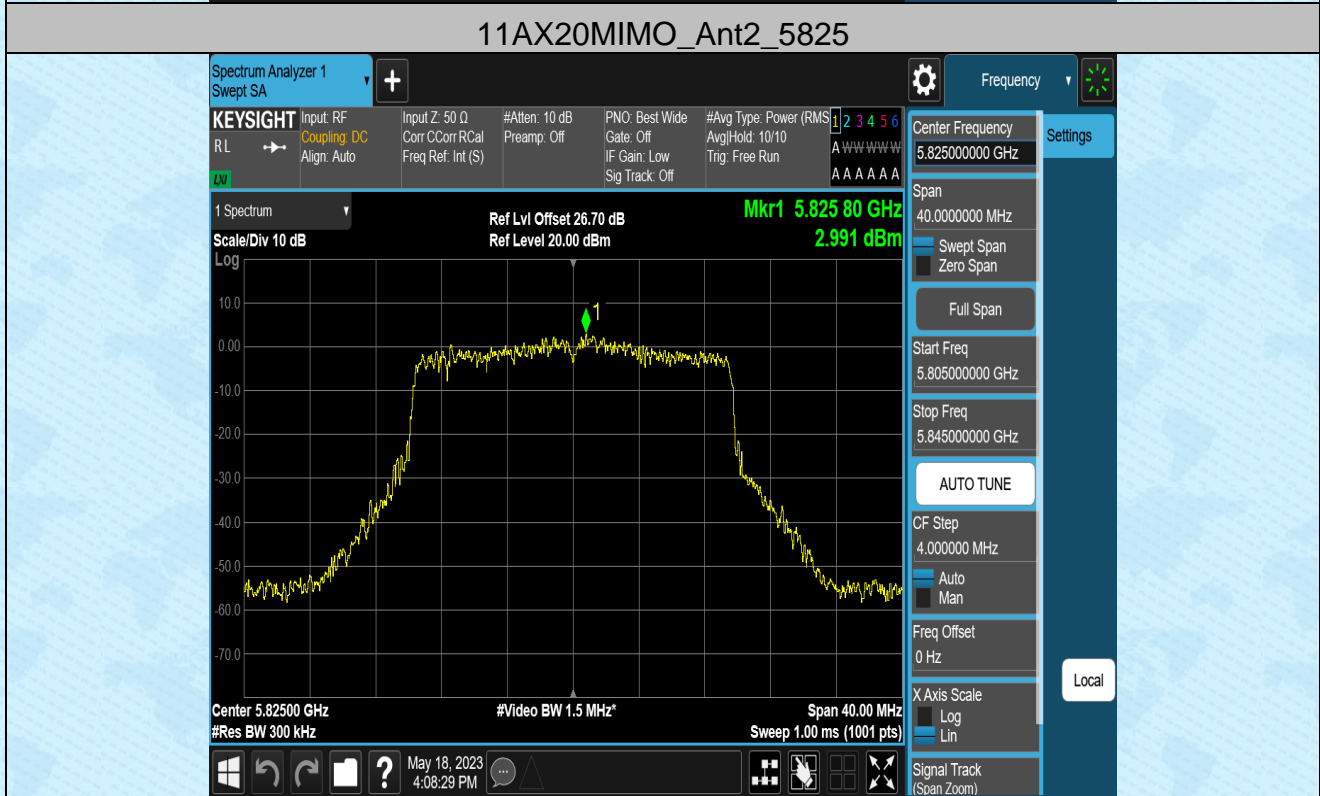 11AX20MIMO_Ant2_5825
Spectrum Analyzer 1
Swept SA
Frequency
KEYSIGHT
R L
LXI
Input: RF
Coupling: DC
Align: Auto
Input Z: 50 Ω
Corr CCorr RCal
Freq Ref: Int (S)
#Atten: 10 dB
Preamp: Off
PNO: Best Wide
Gate: Off
IF Gain: Low
Sig Track: Off
#Avg Type: Power (RMS
Avg|Hold: 10/10
Trig: Free Run
1 2 3 4 5 6
A W W W W W
A A A A A A
Center Frequency
5.825000000 GHz
Settings
Span
40.0000000 MHz
Swept Span
Zero Span
Full Span
Start Freq
5.805000000 GHz
Stop Freq
5.845000000 GHz
AUTO TUNE
CF Step
4.000000 MHz
Auto
Man
Freq Offset
0 Hz
X Axis Scale
Log
Lin
Signal Track
(Span Zoom)
Local
1 Spectrum
Scale/Div 10 dB
Log
Ref Lvl Offset 26.70 dB
Ref Level 20.00 dBm
Mkr1 5.825 80 GHz
2.991 dBm
1
10.0
0.00
-10.0
-20.0
-30.0
-40.0
-50.0
-60.0
-70.0
Center 5.82500 GHz
#Res BW 300 kHz
#Video BW 1.5 MHz*
Span 40.00 MHz
Sweep 1.00 ms (1001 pts)
?
May 18, 2023
4:08:29 PM